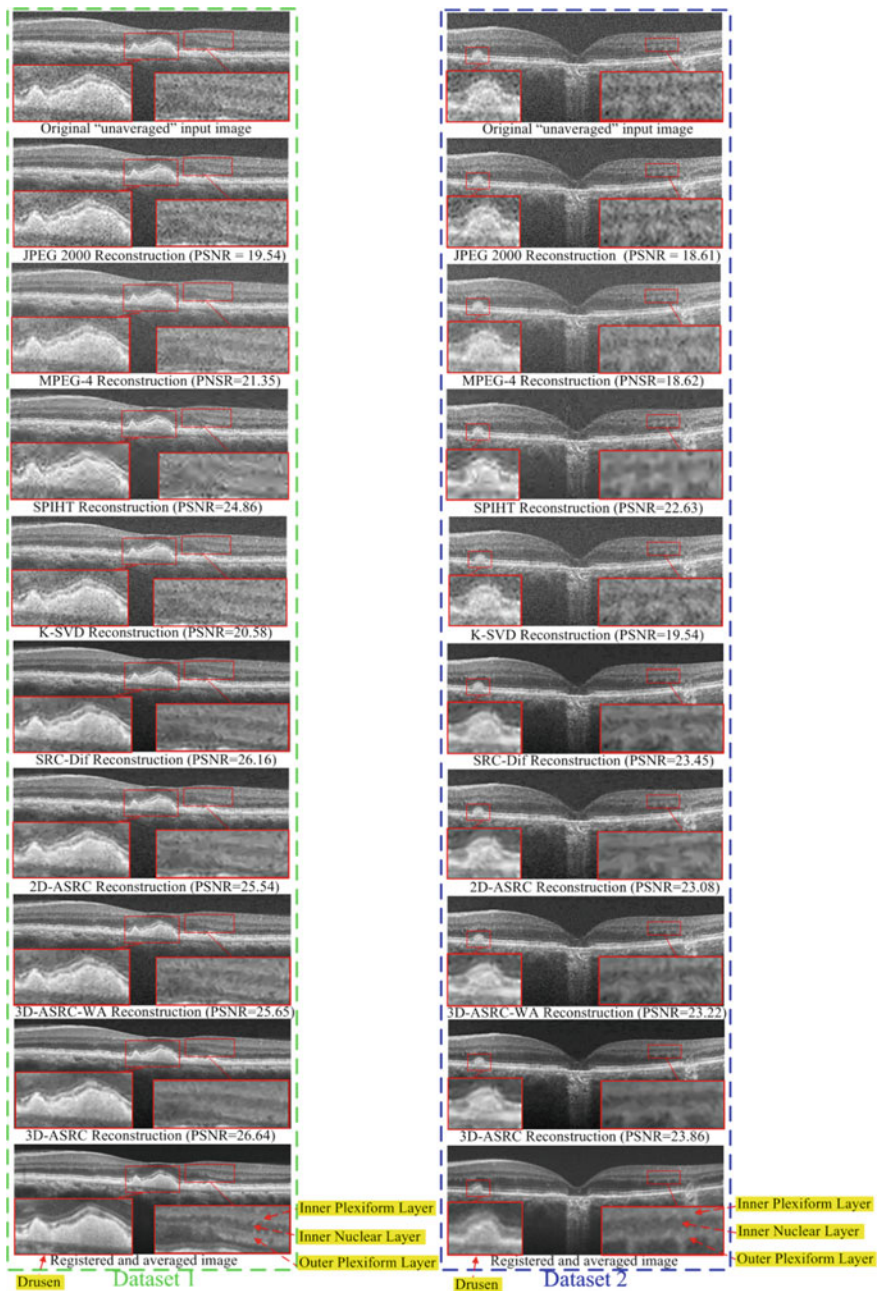 Original "unaveraged" input image
JPEG 2000 Reconstruction (PSNR = 19.54)
MPEG-4 Reconstruction (PNSR=21.35)
SPIHT Reconstruction (PSNR=24.86)
K-SVD Reconstruction (PSNR=20.58)
SRC-Dif Reconstruction (PSNR=26.16)
2D-ASRC Reconstruction (PSNR=25.54)
3D-ASRC-WA Reconstruction (PSNR=25.65)
3D-ASRC Reconstruction (PSNR=26.64)
Inner Plexiform Layer
Inner Nuclear Layer
Outer Plexiform Layer
Registered and averaged image
Drusen
Dataset 1
Original "unaveraged" input image
JPEG 2000 Reconstruction (PSNR = 18.61)
MPEG-4 Reconstruction (PSNR=18.62)
SPIHT Reconstruction (PSNR=22.63)
K-SVD Reconstruction (PSNR=19.54)
SRC-Dif Reconstruction (PSNR=23.45)
2D-ASRC Reconstruction (PSNR=23.08)
3D-ASRC-WA Reconstruction (PSNR=23.22)
3D-ASRC Reconstruction (PSNR=23.86)
Inner Plexiform Layer
Inner Nuclear Layer
Outer Plexiform Layer
Registered and averaged image
Drusen
Dataset 2